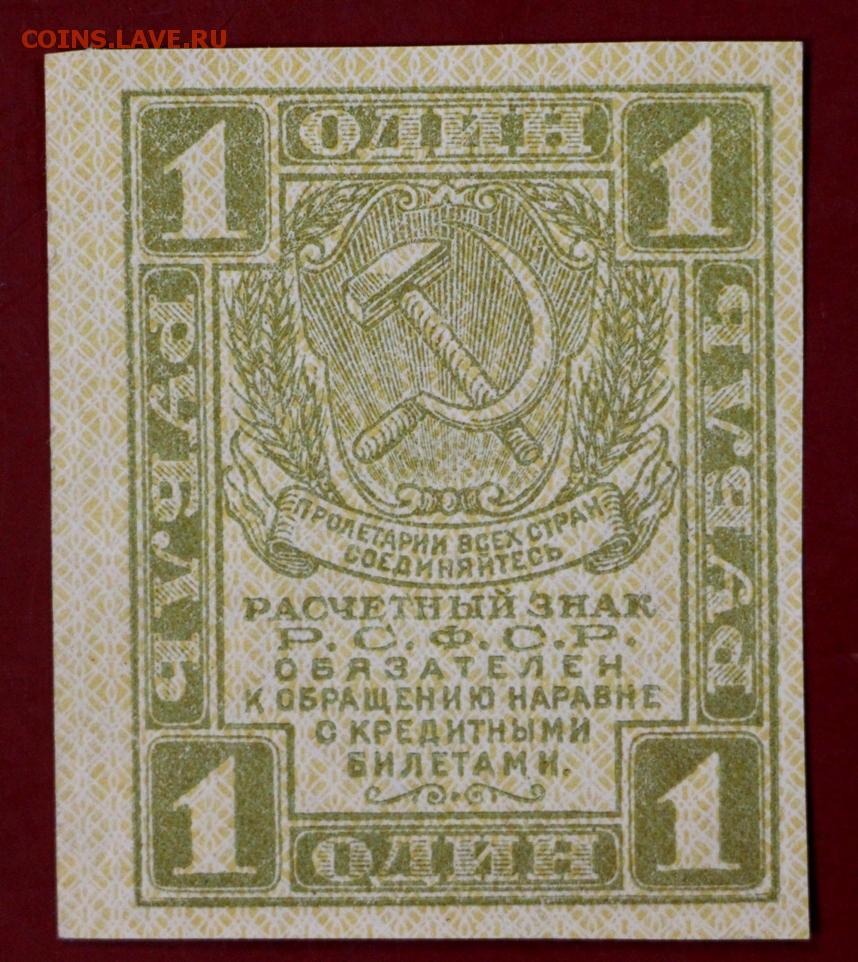 COINS.LAVE.RU
1 ОДИН 1
РУБЛЬ
РУБЛЬ
ПРОЛЕТАРИИ ВСЕХ СТРАН
СОЕДИНЯЙТЕСЬ
РАСЧЕТНЫЙ ЗНАК
Р.С.Ф.С.Р.
ОБЯЗАТЕЛЕН
К ОБРАЩЕНИЮ НАРАВНЕ
С КРЕДИТНЫМИ
БИЛЕТАМИ.
1 ОДИН 1